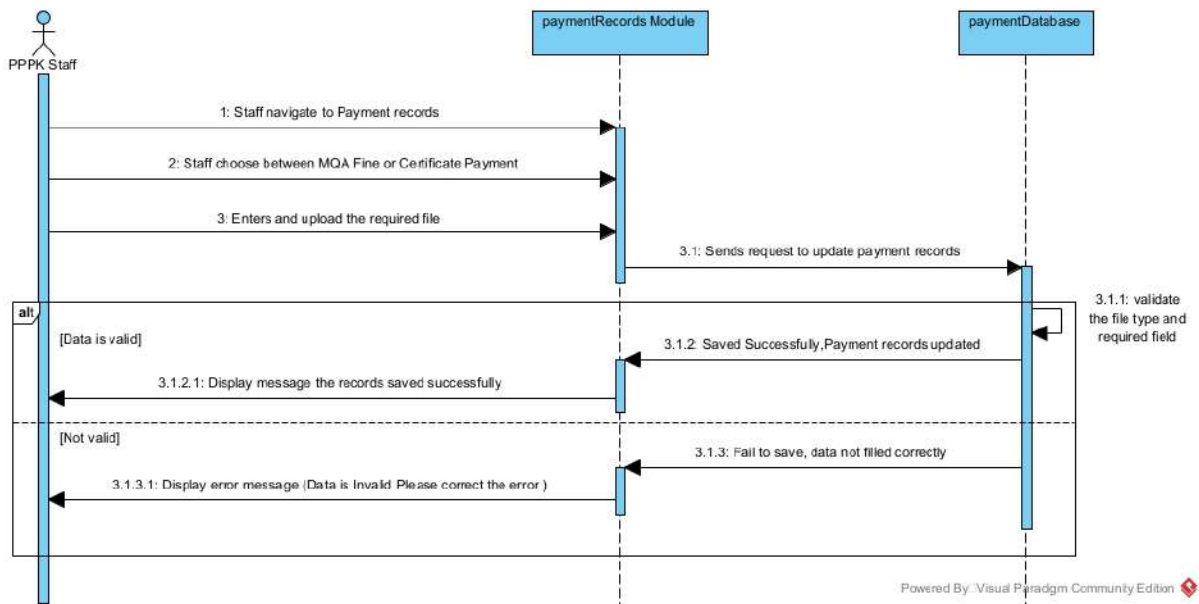 paymentRecords Module
paymentDatabase
PPPK Staff
1: Staff navigate to Payment records
2: Staff choose between MQA Fine or Certificate Payment
3: Enters and upload the required file
3.1: Sends request to update payment records
alt
3.1.1: validate
the file type and
required field
[Data is valid]
3.1.2: Saved Successfully,Payment records updated
3.1.2.1: Display message the records saved successfully
[Not valid]
3.1.3: Fail to save, data not filled correctly
3.1.3.1: Display error message (Data is Invalid Please correct the error )
Powered By Visual Paradigm Community Edition